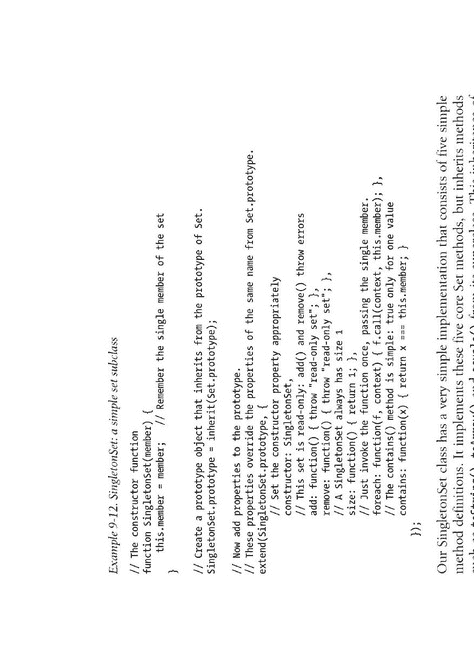 Example 9-12. SingletonSet: a simple set subclass
// The constructor function
function SingletonSet(member) {
    this.member = member;   // Remember the single member of the set
}
// Create a prototype object that inherits from the prototype of Set.
SingletonSet.prototype = inherit(Set.prototype);
// Now add properties to the prototype.
// These properties override the properties of the same name from Set.prototype.
extend(SingletonSet.prototype, {
    // Set the constructor property appropriately
    constructor: SingletonSet,
    // This set is read-only: add() and remove() throw errors
    add: function() { throw "read-only set"; },
    remove: function() { throw "read-only set"; },
    // A SingletonSet always has size 1
    size: function() { return 1; },
    // Just invoke the function once, passing the single member.
    foreach: function(f, context) { f.call(context, this.member); },
    // The contains() method is simple: true only for one value
    contains: function(x) { return x === this.member; }
});
Our SingletonSet class has a very simple implementation that consists of five simple
method definitions. It implements these five core Set methods, but inherits methods